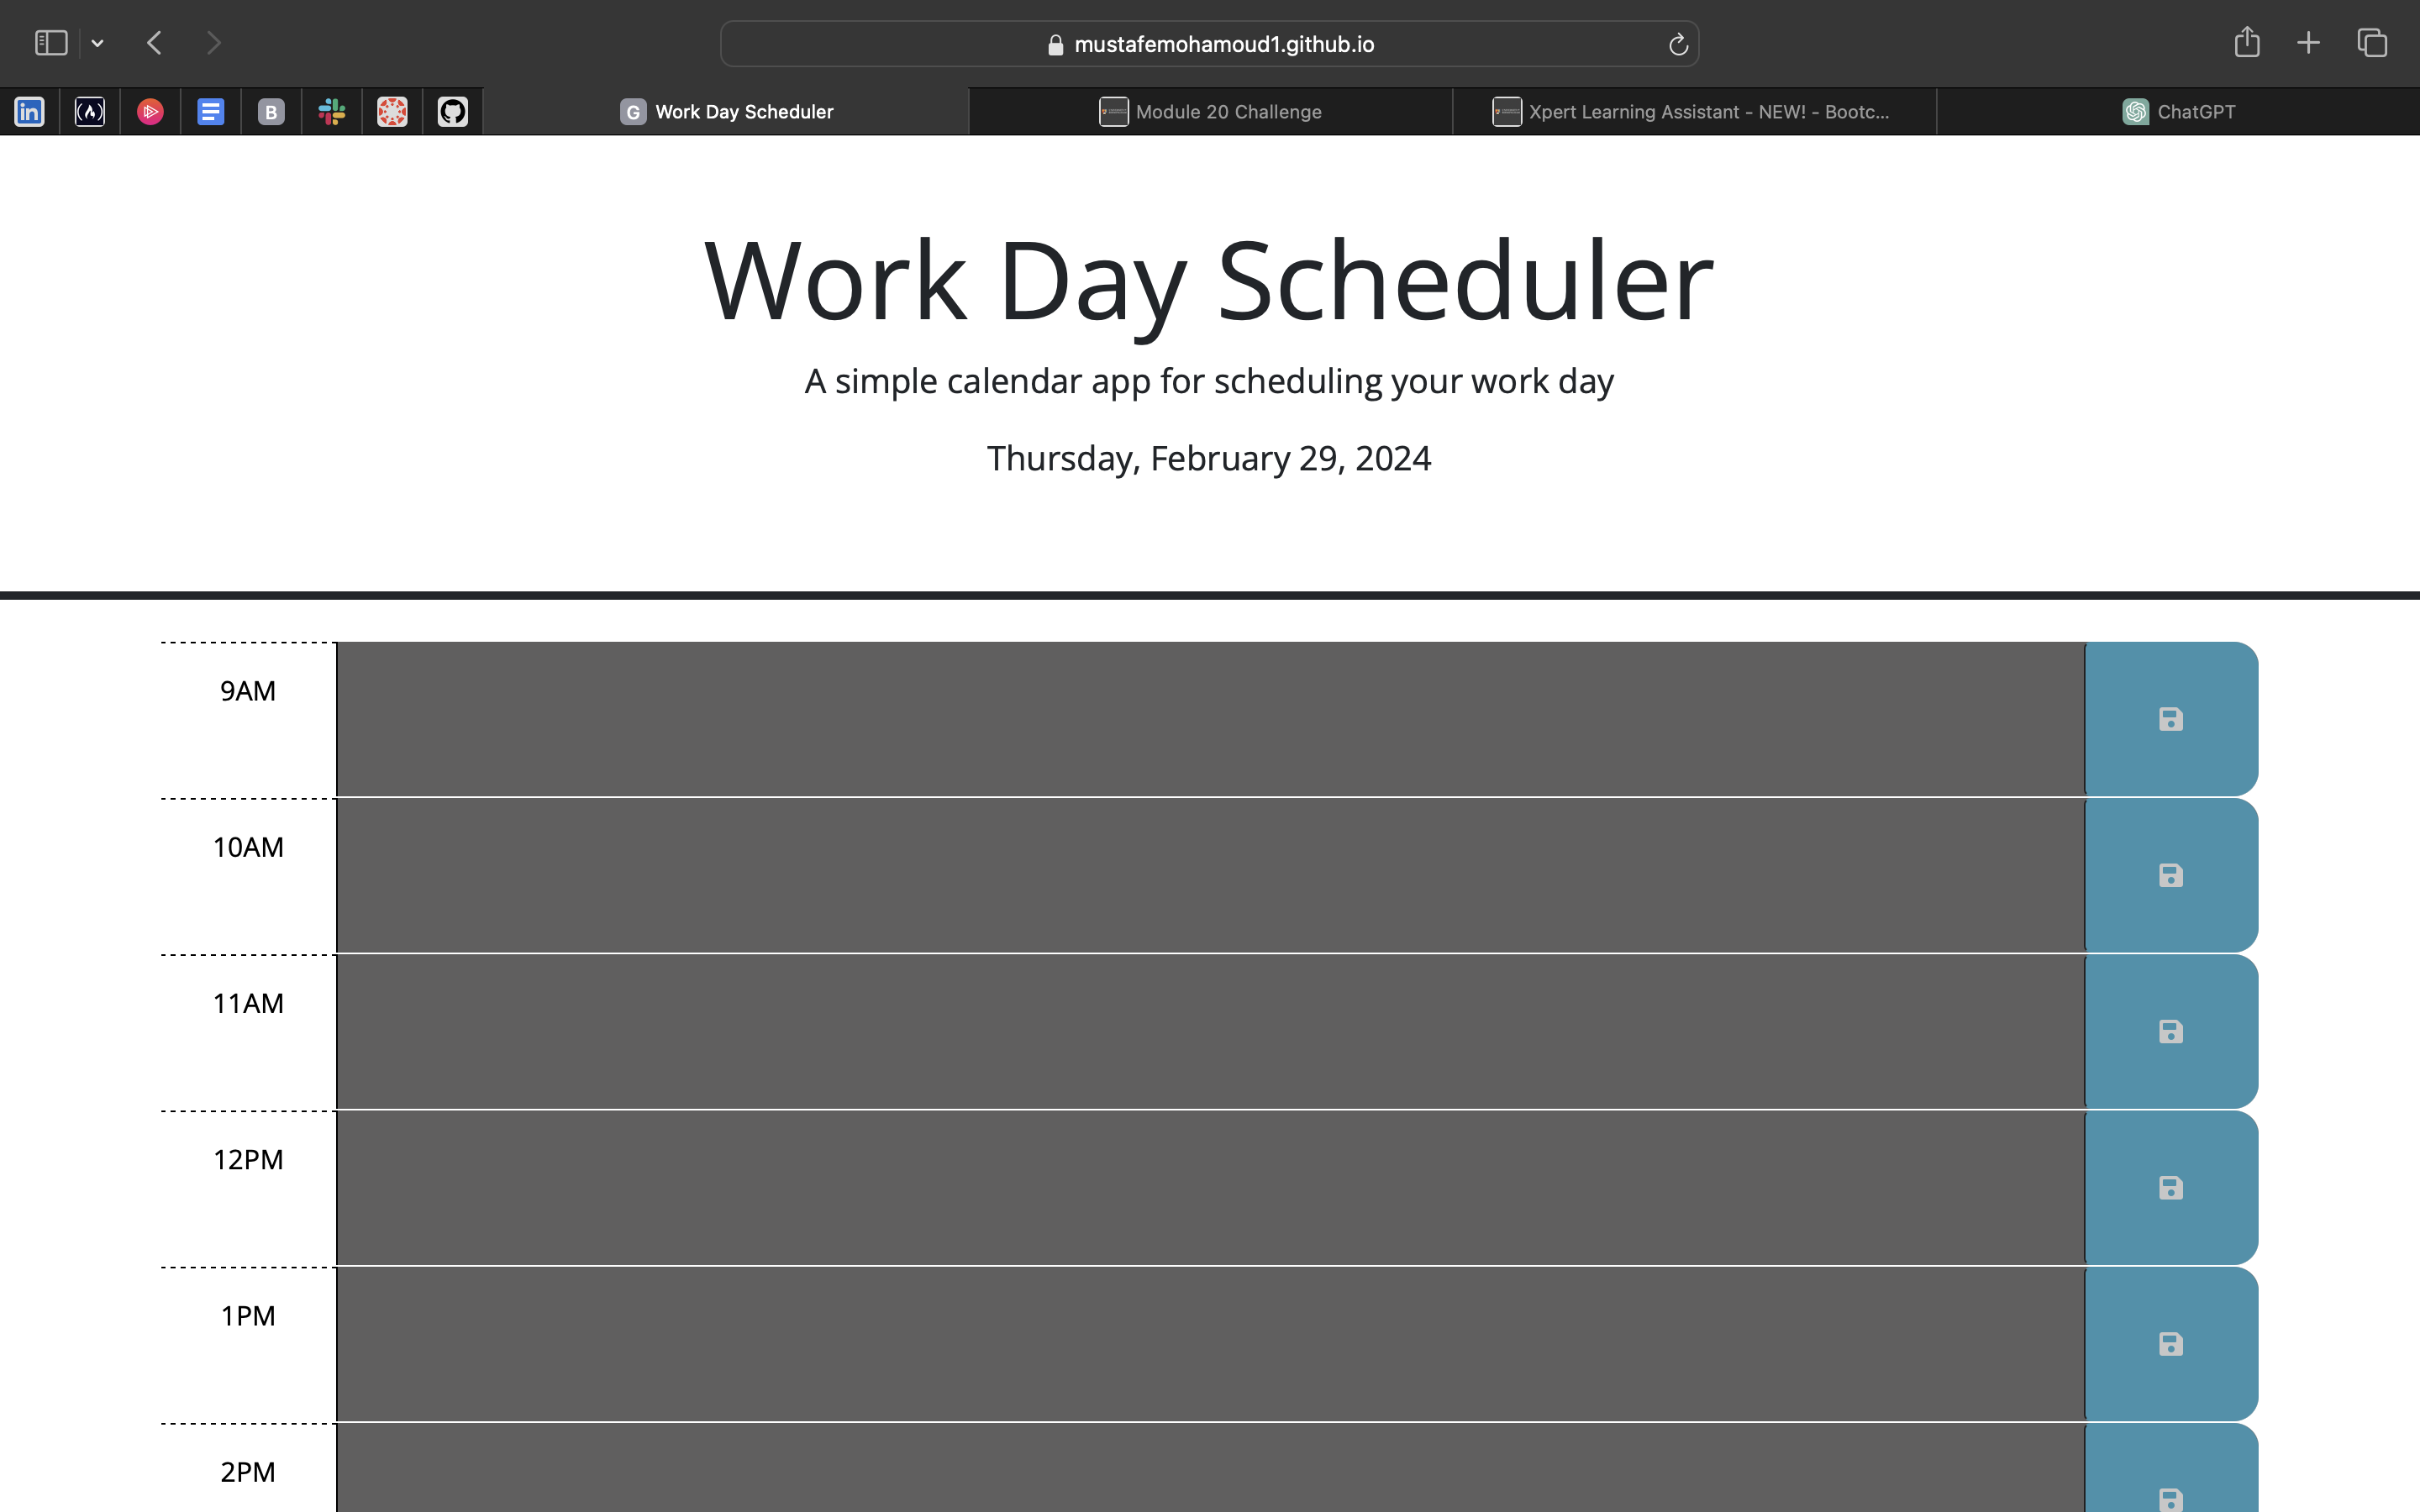 mustafemohamoud1.github.io
in
B
G Work Day Scheduler
Module 20 Challenge
Xpert Learning Assistant - NEW! - Bootc...
ChatGPT
Work Day Scheduler
A simple calendar app for scheduling your work day
Thursday, February 29, 2024
9AM
10AM
11AM
12PM
1PM
2PM